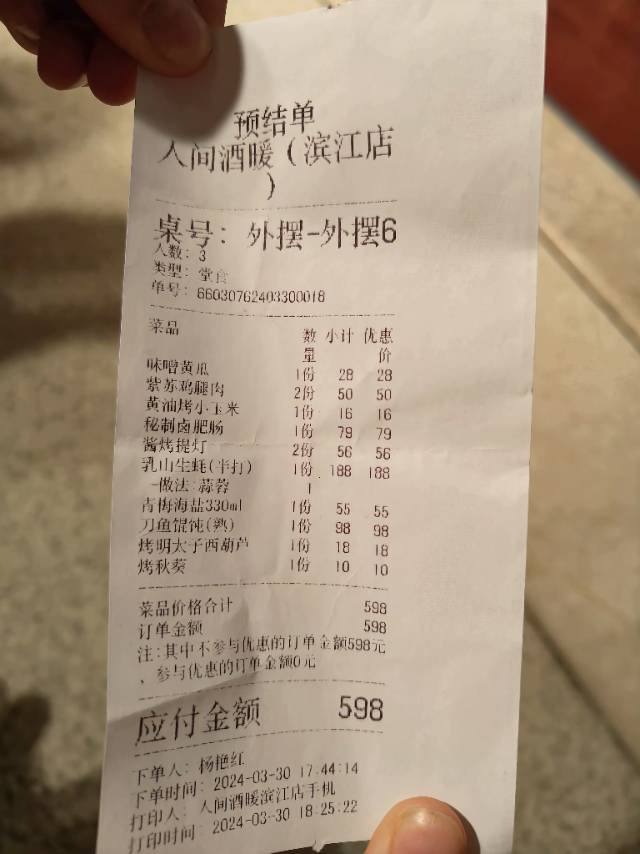 预结单
人间酒暖（滨江店
）
桌号：外摆-外摆6
人数：3
类型：堂食
单号：66030762403300018
菜品 数量 小计 优惠价
味噌黄瓜 1份 28 28
紫苏鸡腿肉 2份 50 50
黄油烤小玉米 1份 16 16
秘制卤肥肠 1份 79 79
酱烤提灯 2份 56 56
乳山生蚝(半打) 1份 188 188
-做法:蒜蓉 1
青梅海盐330ml 1份 55 55
刀鱼馄饨(熟) 1份 98 98
烤明太子西葫芦 1份 18 18
烤秋葵 1份 10 10
菜品价格合计 598
订单金额 598
注:其中不参与优惠的订单金额598元
，参与优惠的订单金额0元
应付金额 598
下单人：杨艳红
下单时间：2024-03-30 17:44:14
打印人：人间酒暖滨江店手机
打印时间：2024-03-30 18:25:22